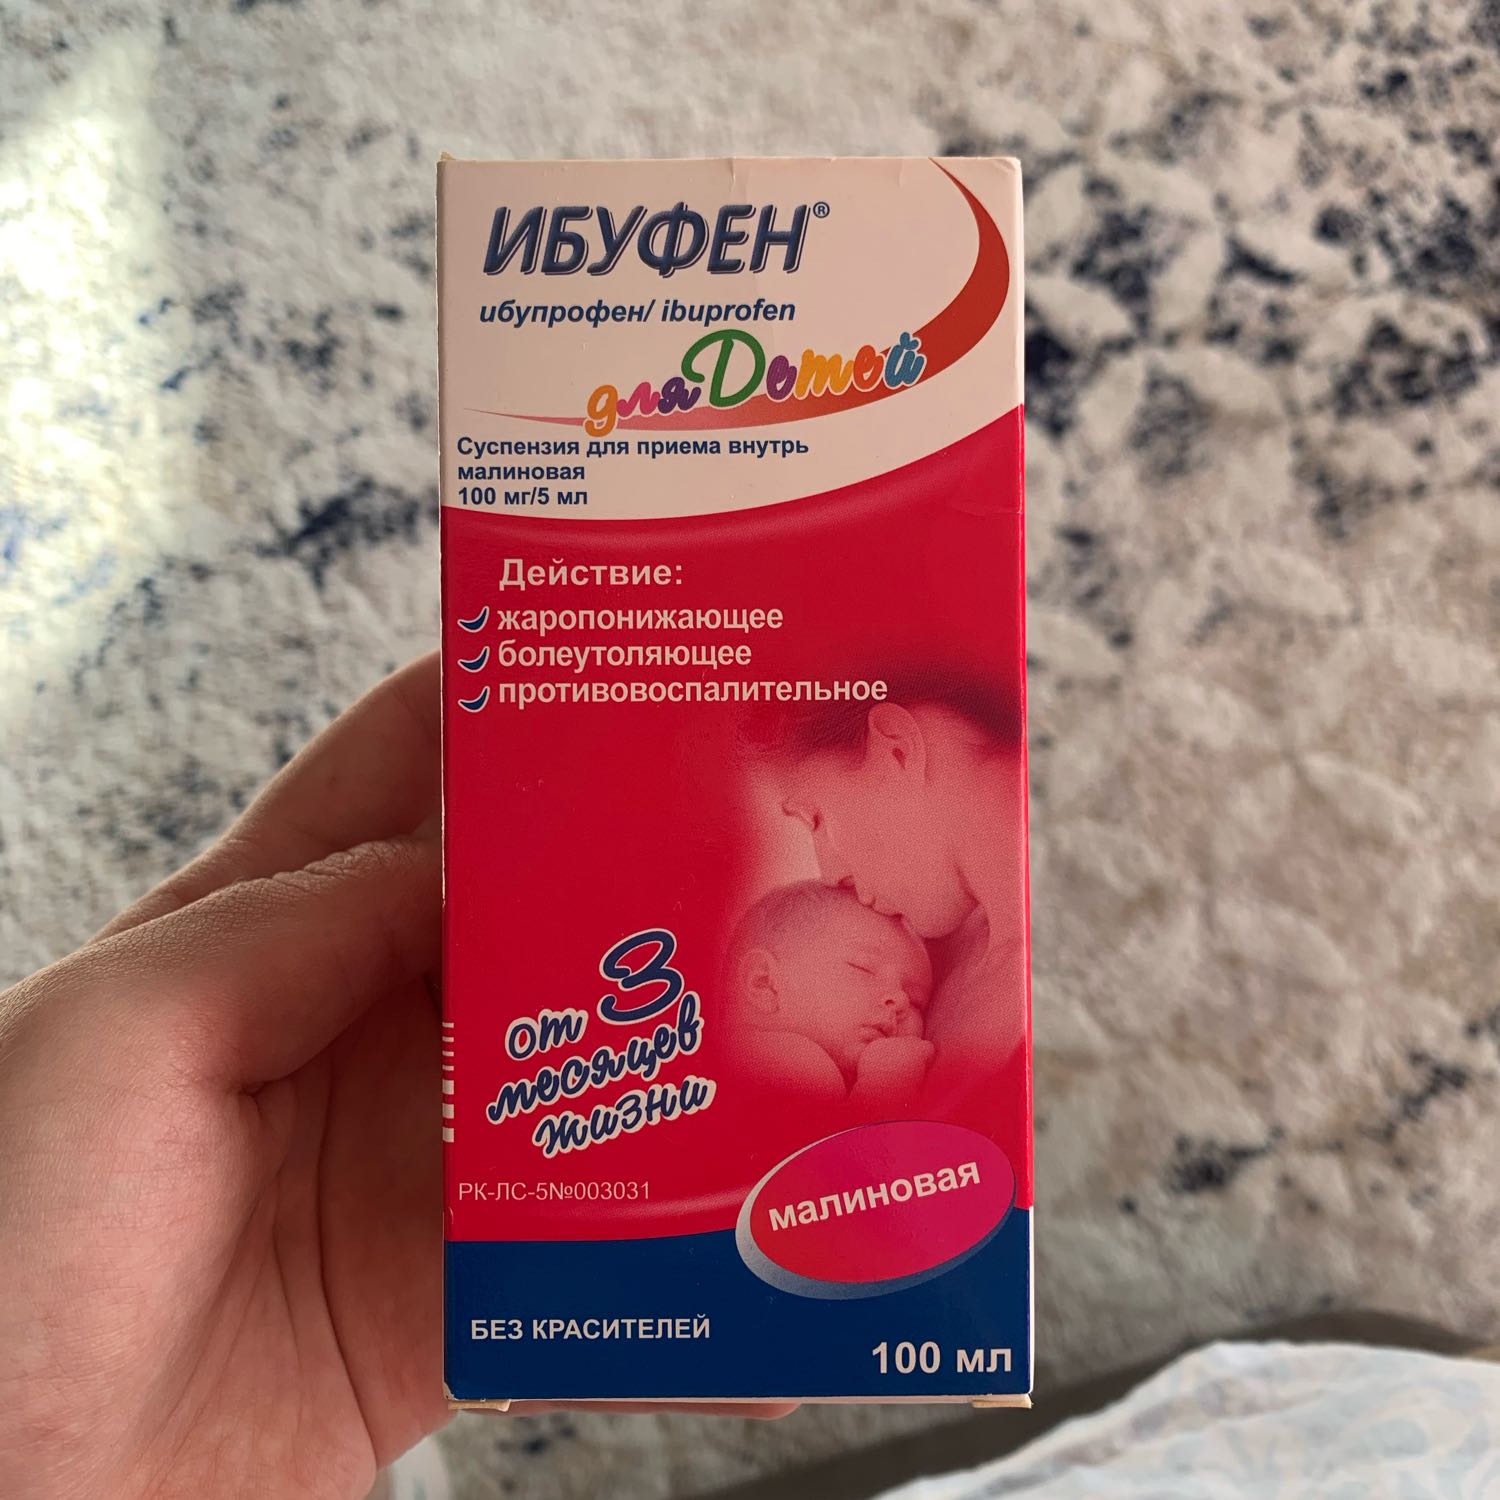 ИБУФЕН®
ибупрофен/ ibuprofen
для Детей
Суспензия для приема внутрь
малиновая
100 мг/5 мл
Действие:
жаропонижающее
болеутоляющее
противовоспалительное
от 3
месяцев
жизни
РК-ЛС-5№003031
малиновая
БЕЗ КРАСИТЕЛЕЙ
100 мл